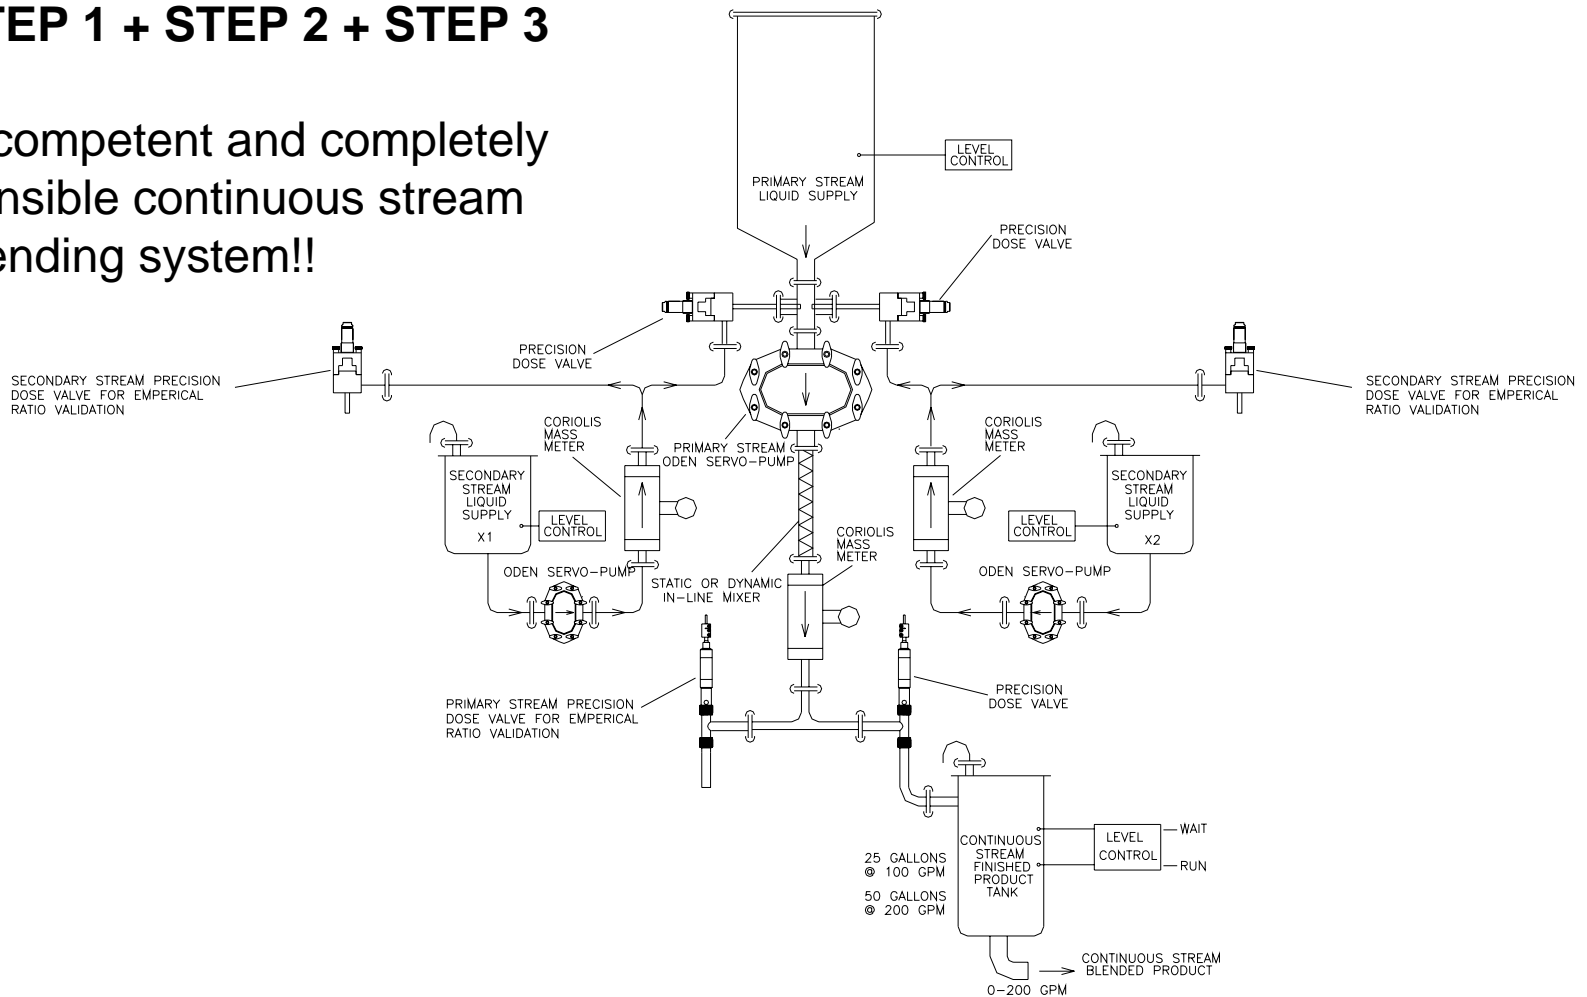 TEP 1 + STEP 2 + STEP 3
competent and completely
nsible continuous stream
ending system!!
LEVEL
CONTROL
PRIMARY STREAM
LIQUID SUPPLY
PRECISION
DOSE VALVE
PRECISION
DOSE VALVE
SECONDARY STREAM PRECISION
DOSE VALVE FOR EMPERICAL
RATIO VALIDATION
SECONDARY STREAM PRECISION
DOSE VALVE FOR EMPERICAL
RATIO VALIDATION
CORIOLIS
MASS
METER
PRIMARY STREAM
ODEN SERVO-PUMP
CORIOLIS
MASS
METER
SECONDARY
STREAM
LIQUID
SUPPLY
X1
LEVEL
CONTROL
SECONDARY
STREAM
LIQUID
SUPPLY
X2
LEVEL
CONTROL
CORIOLIS
MASS
METER
ODEN SERVO-PUMP
STATIC OR DYNAMIC
IN-LINE MIXER
ODEN SERVO-PUMP
PRIMARY STREAM PRECISION
DOSE VALVE FOR EMPERICAL
RATIO VALIDATION
PRECISION
DOSE VALVE
CONTINUOUS
STREAM
FINISHED
PRODUCT
TANK
LEVEL
CONTROL
WAIT
RUN
25 GALLONS
@ 100 GPM
50 GALLONS
@ 200 GPM
CONTINUOUS STREAM
BLENDED PRODUCT
0-200 GPM